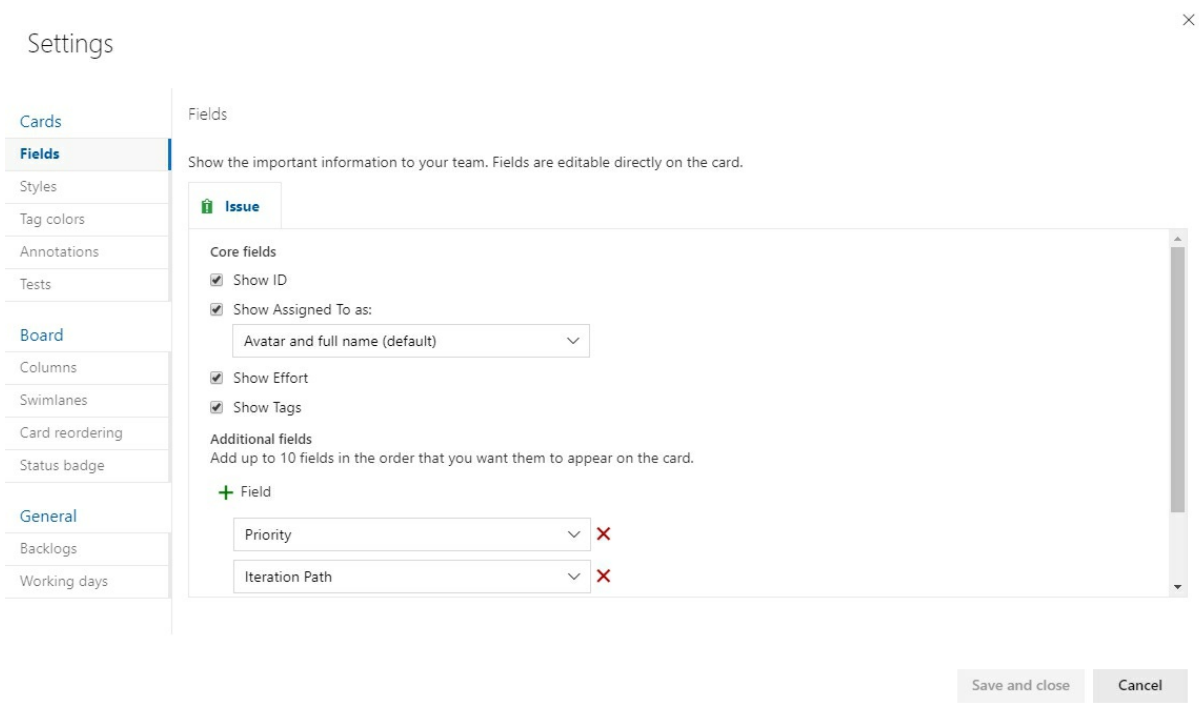 Settings
Cards
Fields
Styles
Tag colors
Annotations
Tests
Board
Columns
Swimlanes
Card reordering
Status badge
General
Backlogs
Working days
Fields
Show the important information to your team. Fields are editable directly on the card.
Issue
Core fields
Show ID
Show Assigned To as:
Avatar and full name (default)
Show Effort
Show Tags
Additional fields
Add up to 10 fields in the order that you want them to appear on the card.
Field
Priority
Iteration Path
Save and close
Cancel